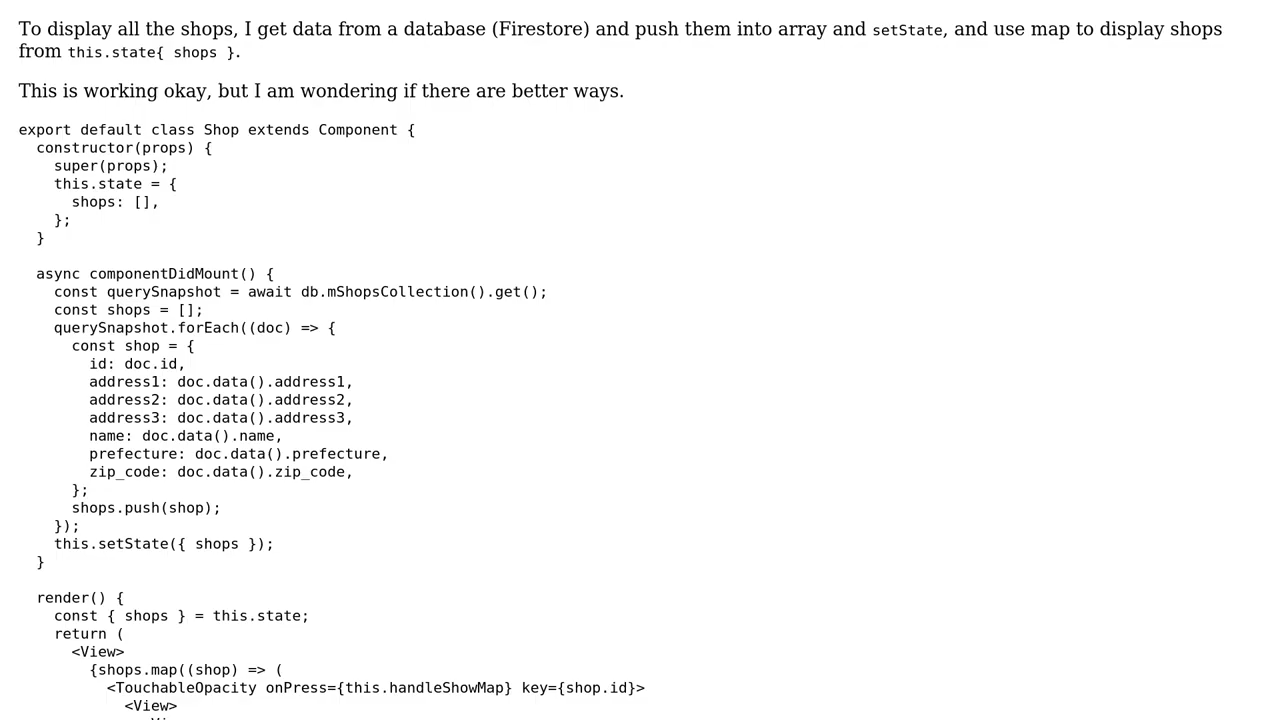 To display all the shops, I get data from a database (Firestore) and push them into array and setState, and use map to display shops
from this.state{ shops }.
This is working okay, but I am wondering if there are better ways.
export default class Shop extends Component {
  constructor(props) {
    super(props);
    this.state = {
      shops: [],
    };
  }
  async componentDidMount() {
    const querySnapshot = await db.mShopsCollection().get();
    const shops = [];
    querySnapshot.forEach((doc) => {
      const shop = {
        id: doc.id,
        address1: doc.data().address1,
        address2: doc.data().address2,
        address3: doc.data().address3,
        name: doc.data().name,
        prefecture: doc.data().prefecture,
        zip_code: doc.data().zip_code,
      };
      shops.push(shop);
    });
    this.setState({ shops });
  }
  render() {
    const { shops } = this.state;
    return (
      <View>
        {shops.map((shop) => (
          <TouchableOpacity onPress={this.handleShowMap} key={shop.id}>
            <View>